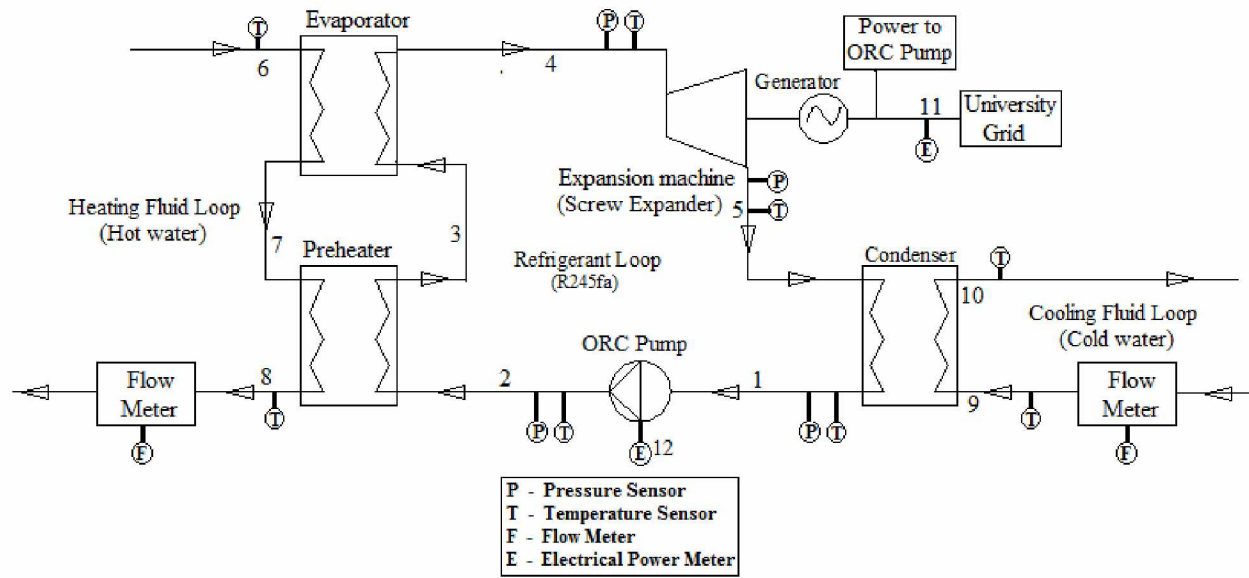 Evaporator
T
6
4
P
T
Power to
ORC Pump
Generator
11
University
Grid
E
Expansion machine
(Screw Expander)
P
5
T
Heating Fluid Loop
(Hot water)
7
3
Preheater
Refrigerant Loop
(R245fa)
Condenser
T
10
Cooling Fluid Loop
(Cold water)
ORC Pump
Flow
Meter
F
8
T
2
P
T
E
12
1
P
T
9
T
Flow
Meter
F
P - Pressure Sensor
T - Temperature Sensor
F - Flow Meter
E - Electrical Power Meter